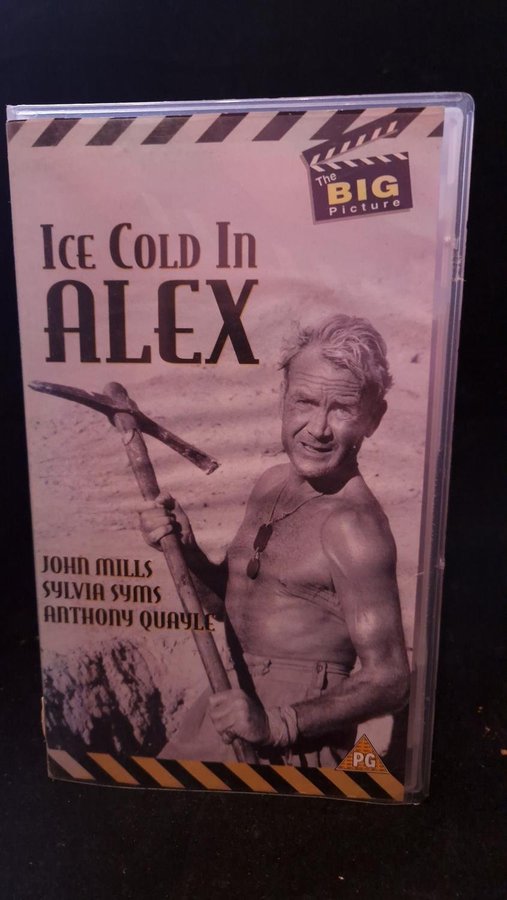 The
BIG
Picture
ICE COLD IN
ALEX
JOHN MILLS
SYLVIA SYMS
ANTHONY QUAYLE
PG